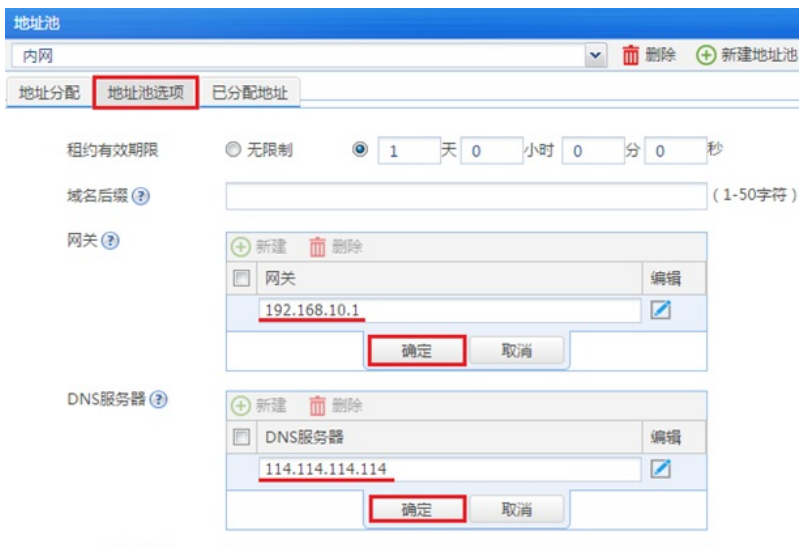 地址池
内网 删除 新建地址池
地址分配 地址池选项 已分配地址
租约有效期限 无限制 1 天 0 小时 0 分 0 秒
域名后缀 ? (1-50字符)
网关 ? 新建 删除
网关 编辑
192.168.10.1
确定 取消
DNS服务器 ? 新建 删除
DNS服务器 编辑
114.114.114.114
确定 取消